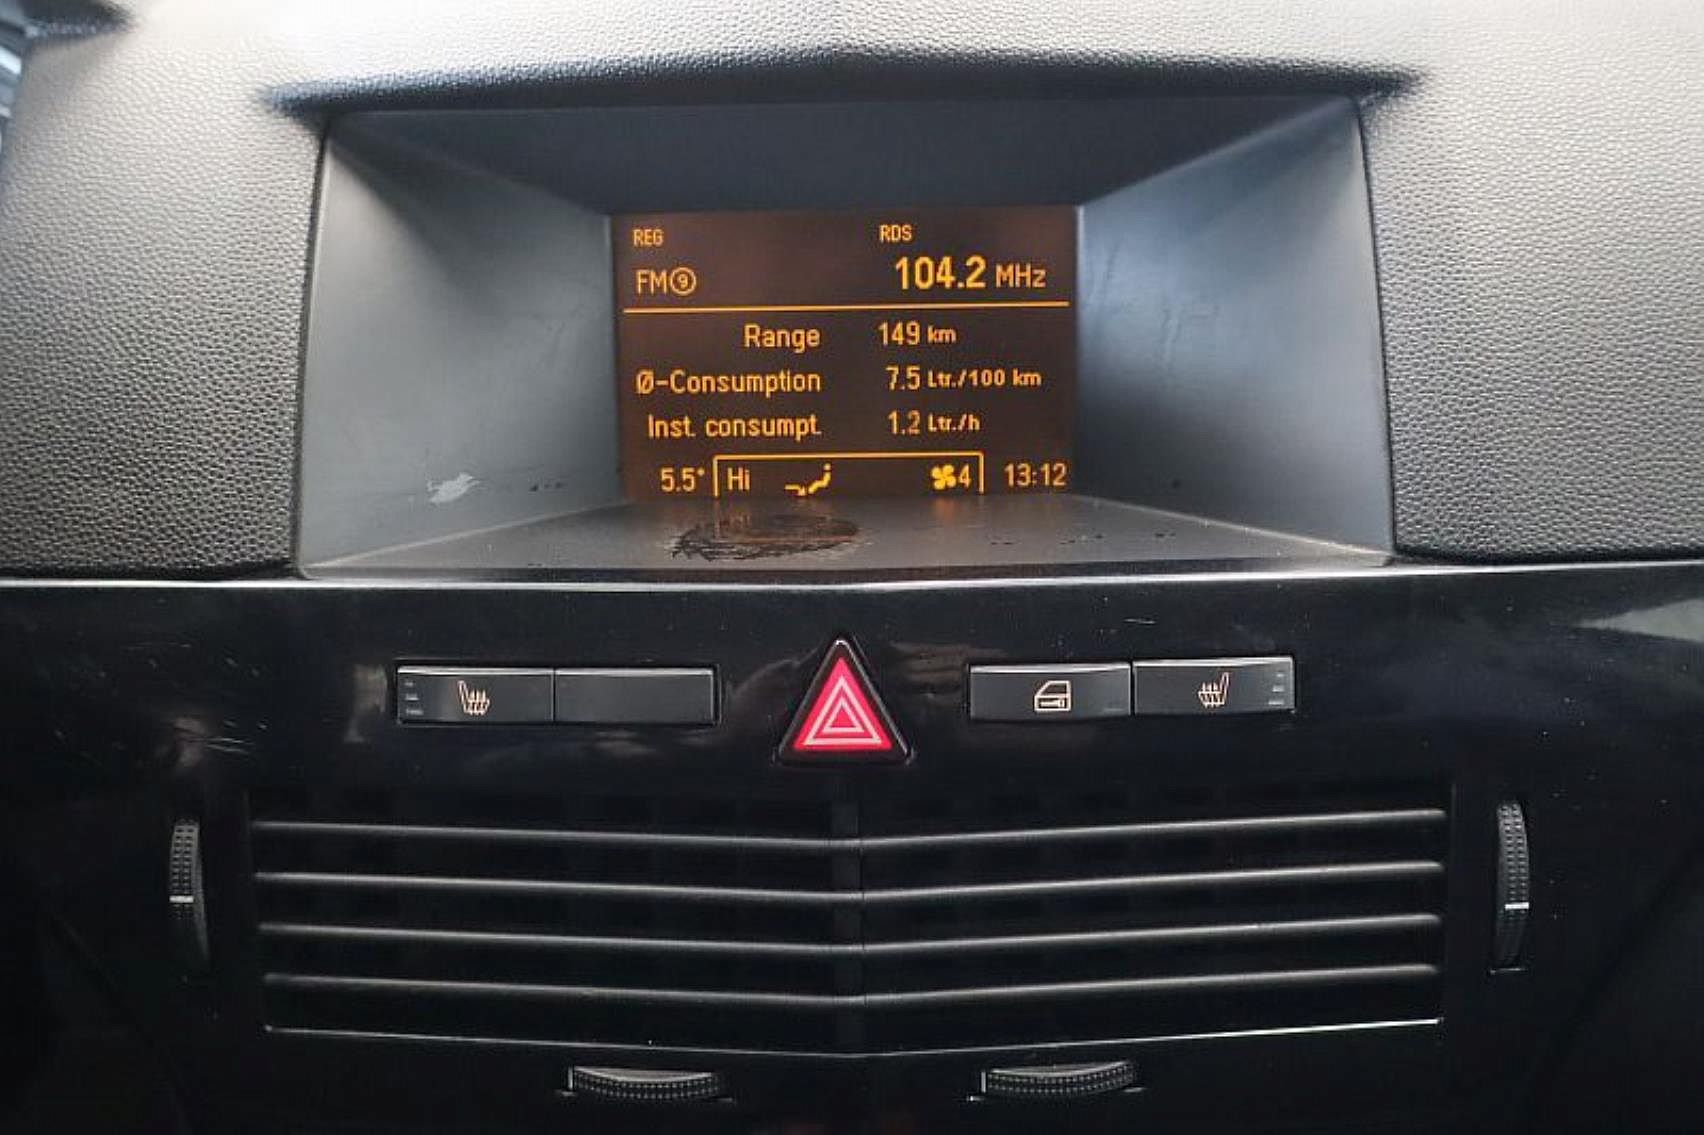 REG RDS
FM⑨ 104.2 MHz
Range 149 km
Ø-Consumption 7.5 Ltr./100 km
Inst. consumpt. 1.2 Ltr./h
5.5° Hi 4 13:12